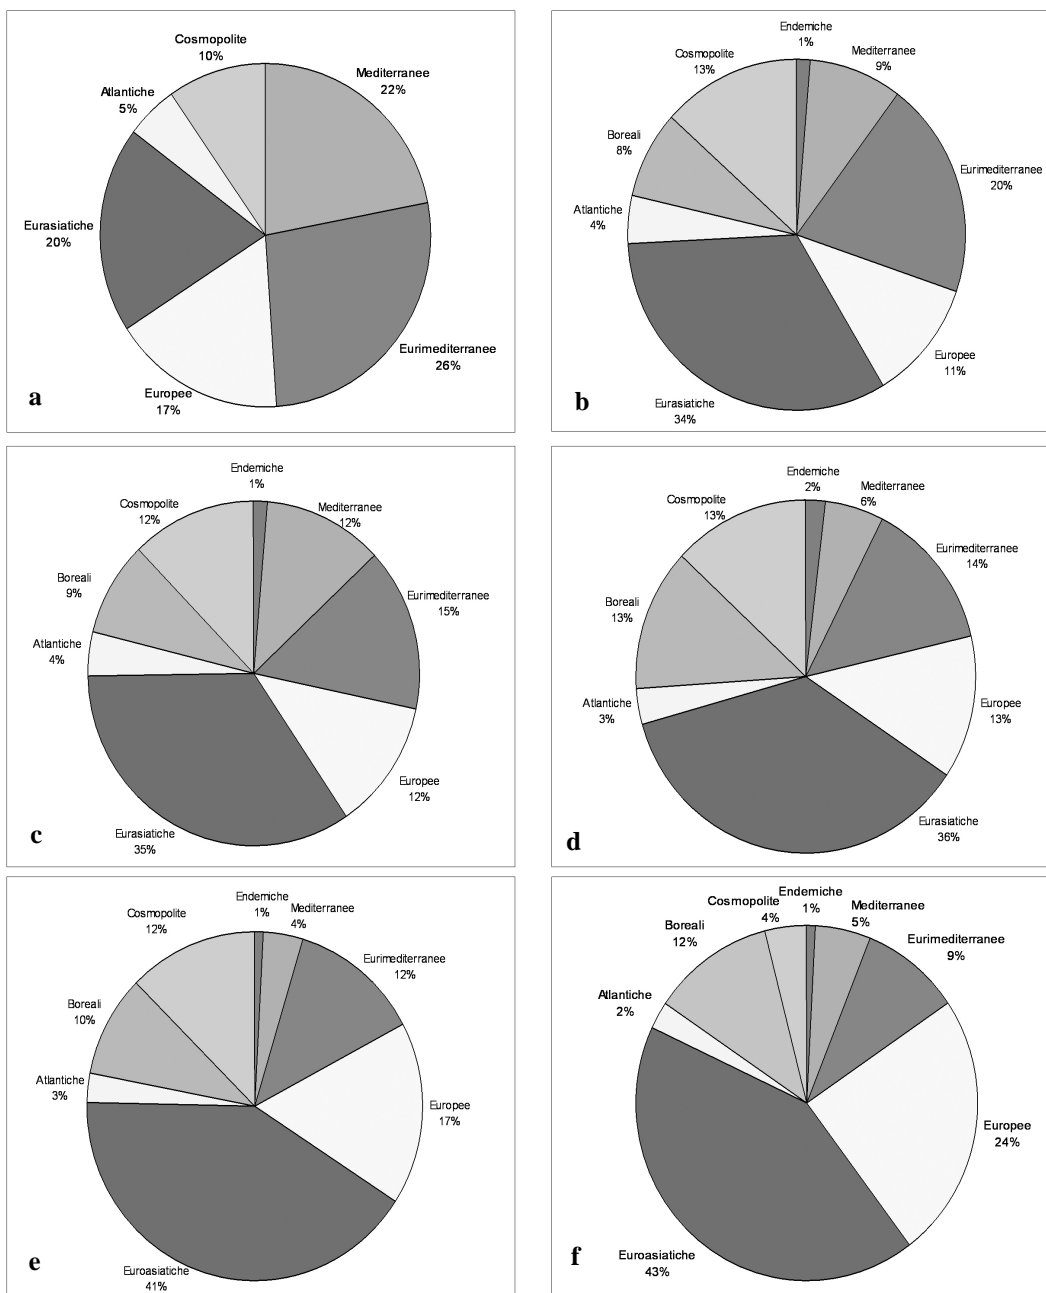 Cosmopolite
10%
Mediterranee
22%
Atlantiche
5%
Eurasiatiche
20%
Eurimediterranee
26%
Europee
17%
a
Endemiche
1%
Cosmopolite
13%
Mediterranee
9%
Boreali
8%
Eurimediterranee
20%
Atlantiche
4%
Europee
11%
Eurasiatiche
34%
b
Endemiche
1%
Cosmopolite
12%
Mediterranee
12%
Boreali
9%
Eurimediterranee
15%
Atlantiche
4%
Europee
12%
Eurasiatiche
35%
c
Endemiche
2%
Cosmopolite
13%
Mediterranee
6%
Eurimediterranee
14%
Boreali
13%
Atlantiche
3%
Europee
13%
Eurasiatiche
36%
d
Endemiche
1%
Cosmopolite
12%
Mediterranee
4%
Eurimediterranee
12%
Boreali
10%
Atlantiche
3%
Europee
17%
Euroasiatiche
41%
e
Endemiche
1%
Cosmopolite
4%
Mediterranee
5%
Boreali
12%
Eurimediterranee
9%
Atlantiche
2%
Europee
24%
Euroasiatiche
43%
f